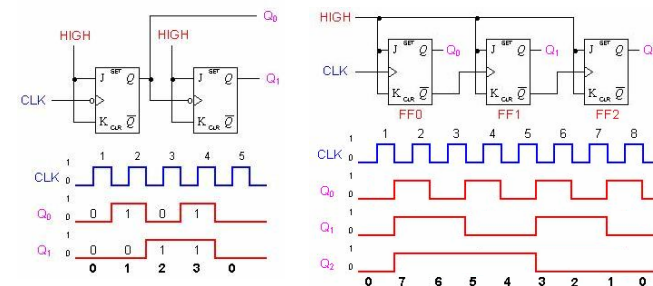 Q0
HIGH HIGH
J SET Q J SET Q Q1
CLK
K CLR Q K CLR Q
1 2 3 4 5
CLK 1 0
Q0 1 0 0 1 0 1
Q1 1 0 0 0 1 1
0 1 2 3 0
HIGH
J SET Q Q0 J SET Q Q1 J SET Q Q
CLK
K CLR Q K CLR Q K CLR Q
FF0 FF1 FF2
1 2 3 4 5 6 7 8
CLK 1 0
Q0 1 0
Q1 1 0
Q2 1 0
0 7 6 5 4 3 2 1 0